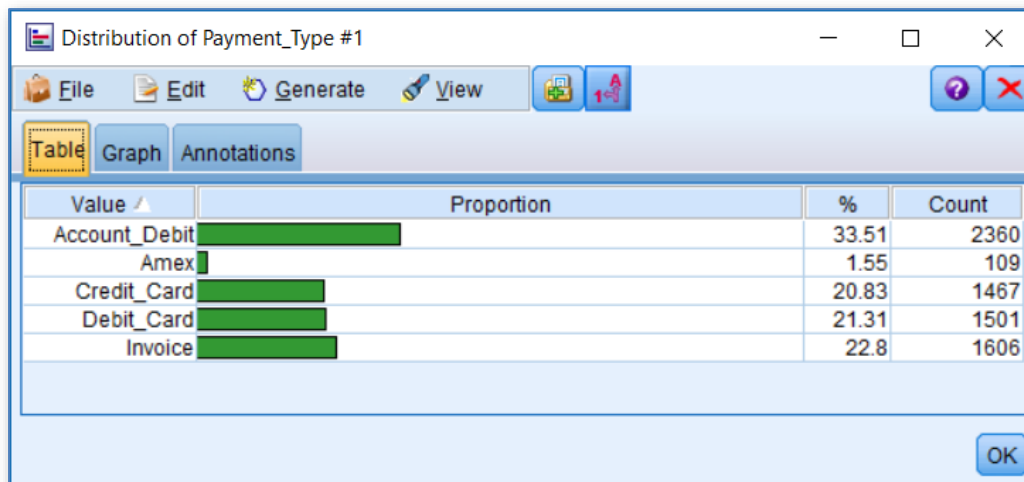 Distribution of Payment_Type #1
File Edit Generate View
Table Graph Annotations
Value Proportion % Count
Account_Debit 33.51 2360
Amex 1.55 109
Credit_Card 20.83 1467
Debit_Card 21.31 1501
Invoice 22.8 1606
OK